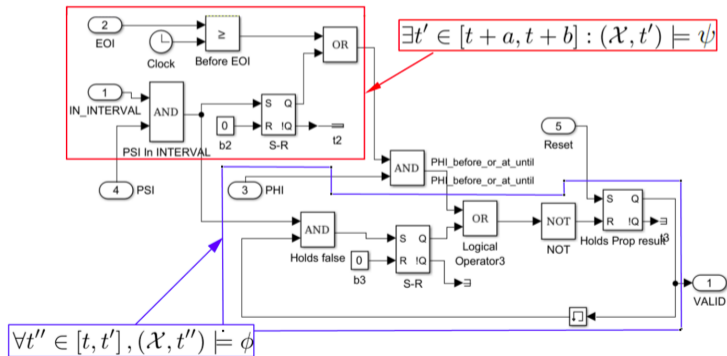 2
EOI
Clock
≥
Before EOI
OR
∃t′ ∈ [t + a, t + b] : (𝒳, t′) ⊨ ψ
1
IN_INTERVAL
AND
PSI In INTERVAL
0
b2
S Q
R !Q
S-R
t2
4
PSI
3
PHI
AND
PHI_before_or_at_until
PHI_before_or_at_until
5
Reset
AND
Holds false
0
b3
S Q
R !Q
S-R
OR
Logical
Operator3
NOT
NOT
S Q
R !Q
Holds Prop result
t3
1
VALID
∀t′′ ∈ [t, t′] , (𝒳, t′′) ⊨ ϕ